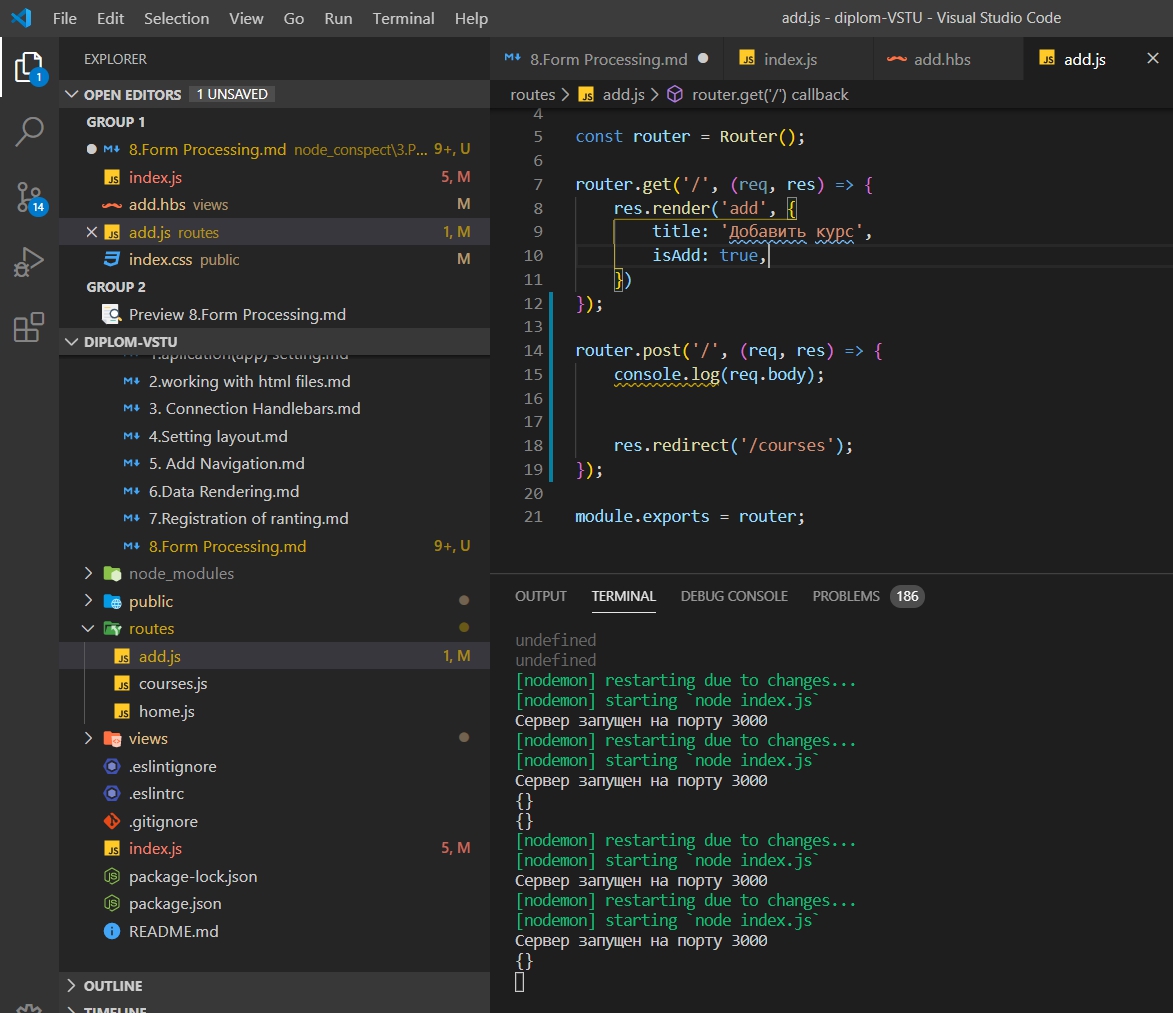 File Edit Selection View Go Run Terminal Help add.js - diplom-VSTU - Visual Studio Code
EXPLORER
OPEN EDITORS 1 UNSAVED
GROUP 1
8.Form Processing.md node_conspect\3.P... 9+, U
index.js 5, M
add.hbs views M
add.js routes 1, M
index.css public M
GROUP 2
Preview 8.Form Processing.md
DIPLOM-VSTU
1.aplication(app) setting.md
2.working with html files.md
3. Connection Handlebars.md
4.Setting layout.md
5. Add Navigation.md
6.Data Rendering.md
7.Registration of ranting.md
8.Form Processing.md 9+, U
node_modules
public
routes
add.js 1, M
courses.js
home.js
views
.eslintignore
.eslintrc
.gitignore
index.js 5, M
package-lock.json
package.json
README.md
OUTLINE
TIMELINE
1
14
8.Form Processing.md index.js add.hbs add.js
routes > add.js > router.get('/') callback
4
5 const router = Router();
6
7 router.get('/', (req, res) => {
8 res.render('add', {
9 title: 'Добавить курс',
10 isAdd: true,
11 })
12 });
13
14 router.post('/', (req, res) => {
15 console.log(req.body);
16
17
18 res.redirect('/courses');
19 });
20
21 module.exports = router;
OUTPUT TERMINAL DEBUG CONSOLE PROBLEMS 186
undefined
undefined
[nodemon] restarting due to changes...
[nodemon] starting `node index.js`
Сервер запущен на порту 3000
[nodemon] restarting due to changes...
[nodemon] starting `node index.js`
Сервер запущен на порту 3000
{}
{}
[nodemon] restarting due to changes...
[nodemon] starting `node index.js`
Сервер запущен на порту 3000
[nodemon] restarting due to changes...
[nodemon] starting `node index.js`
Сервер запущен на порту 3000
{}